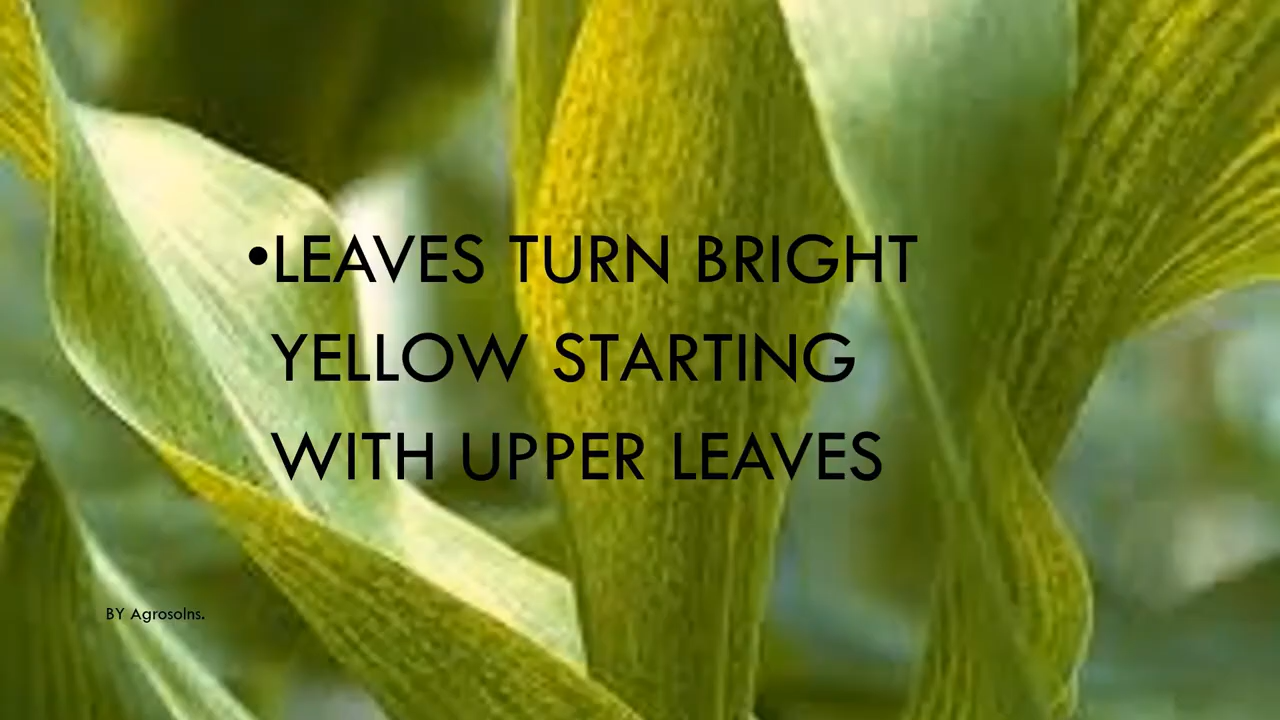 •LEAVES TURN BRIGHT
YELLOW STARTING
WITH UPPER LEAVES
BY Agrosolns.